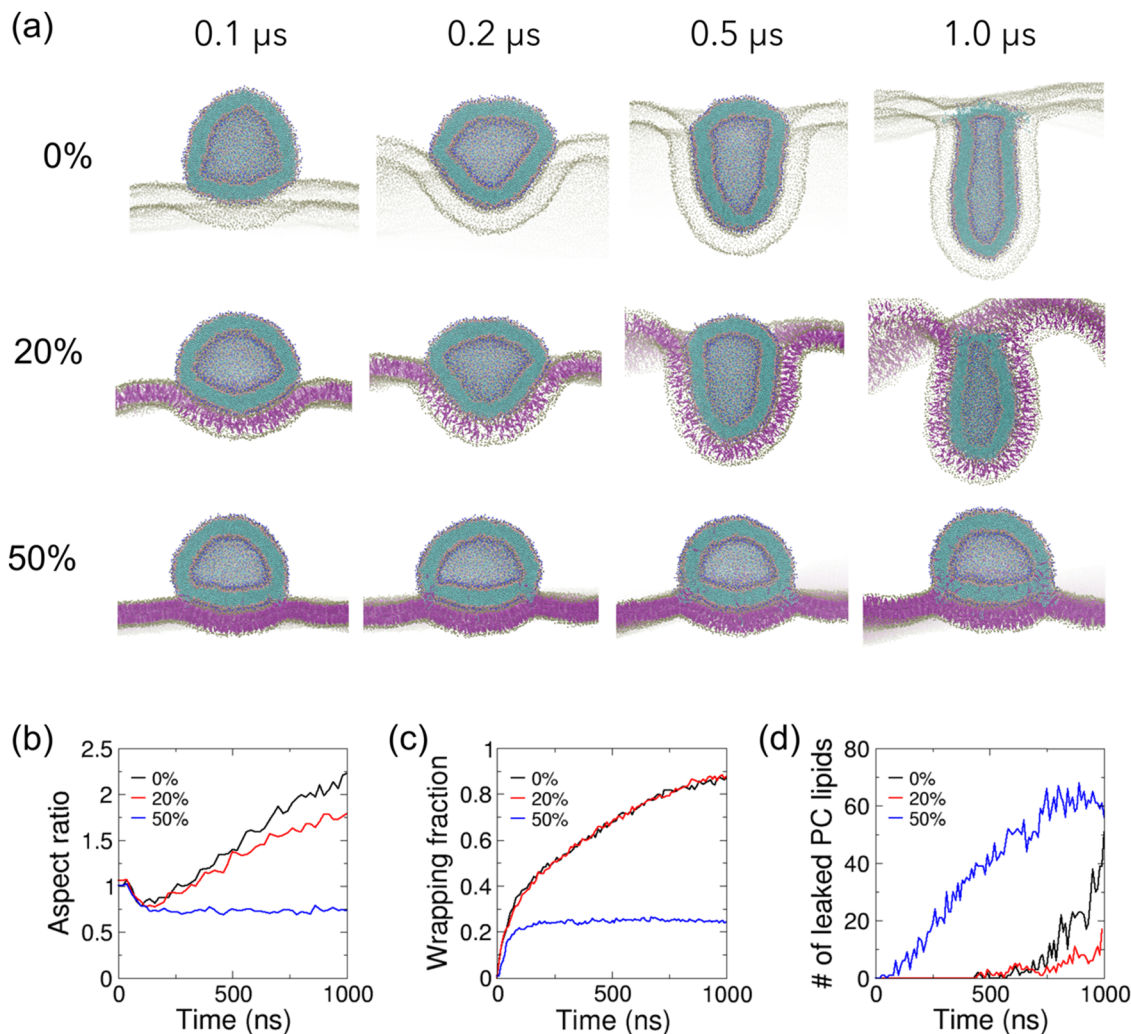 (a) 0.1 µs 0.2 µs 0.5 µs 1.0 µs
0%
20%
50%
(b)
Aspect ratio
2.5
2
1.5
1
0.5
0
0%
20%
50%
0 500 1000
Time (ns)
(c)
Wrapping fraction
1
0.8
0.6
0.4
0.2
0
0%
20%
50%
0 500 1000
Time (ns)
(d)
# of leaked PC lipids
80
60
40
20
0
0%
20%
50%
0 500 1000
Time (ns)